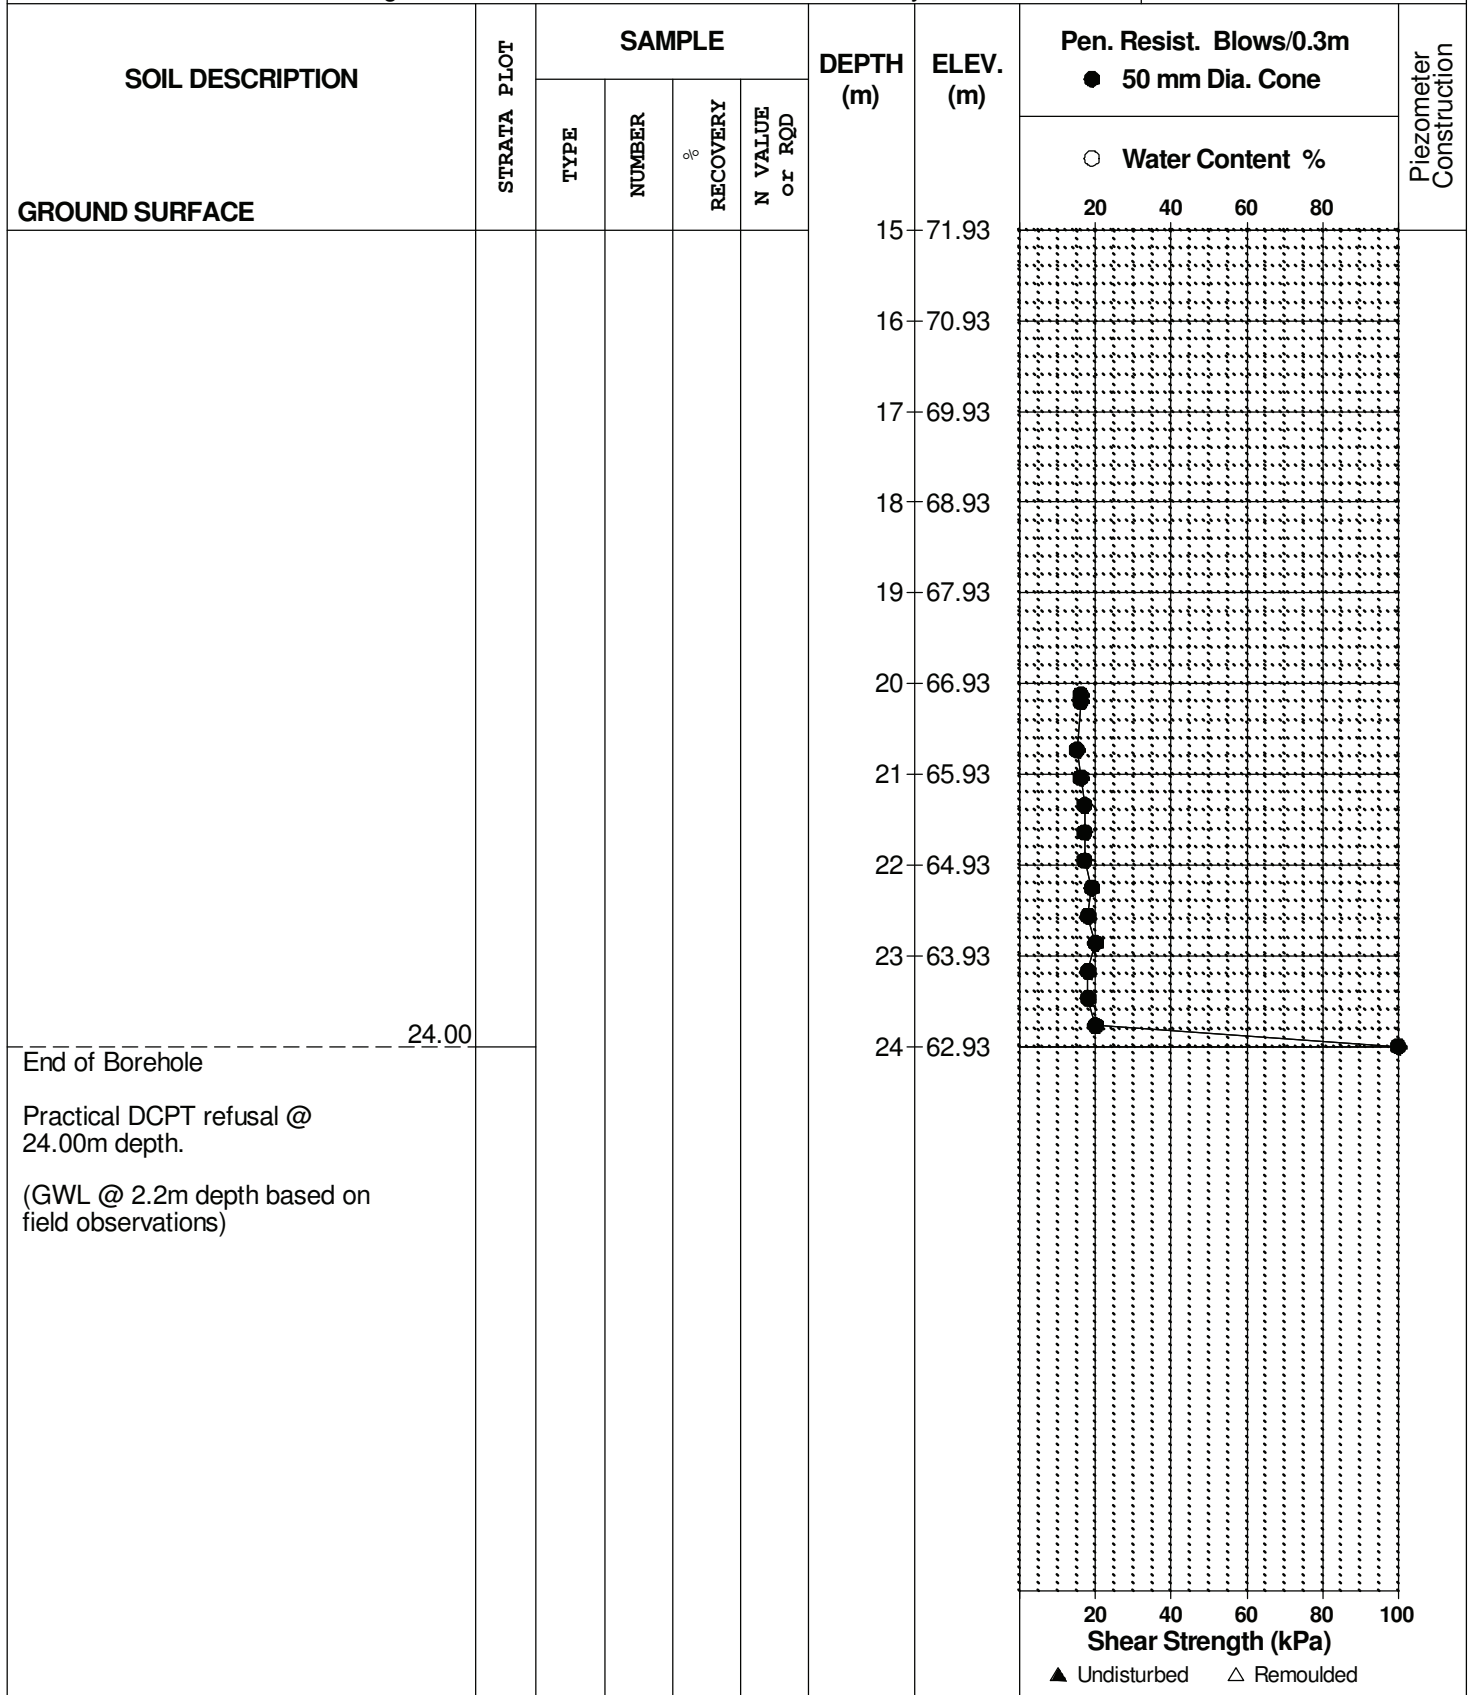 SOIL DESCRIPTION
GROUND SURFACE
STRATA PLOT
SAMPLE
TYPE
NUMBER
%
RECOVERY
N VALUE
or RQD
DEPTH
(m)
ELEV.
(m)
Pen. Resist. Blows/0.3m
● 50 mm Dia. Cone
○ Water Content %
20 40 60 80
Piezometer
Construction
15 71.93
16 70.93
17 69.93
18 68.93
19 67.93
20 66.93
21 65.93
22 64.93
23 63.93
24.00
24 62.93
End of Borehole
Practical DCPT refusal @
24.00m depth.
(GWL @ 2.2m depth based on
field observations)
20 40 60 80 100
Shear Strength (kPa)
▲ Undisturbed △ Remoulded